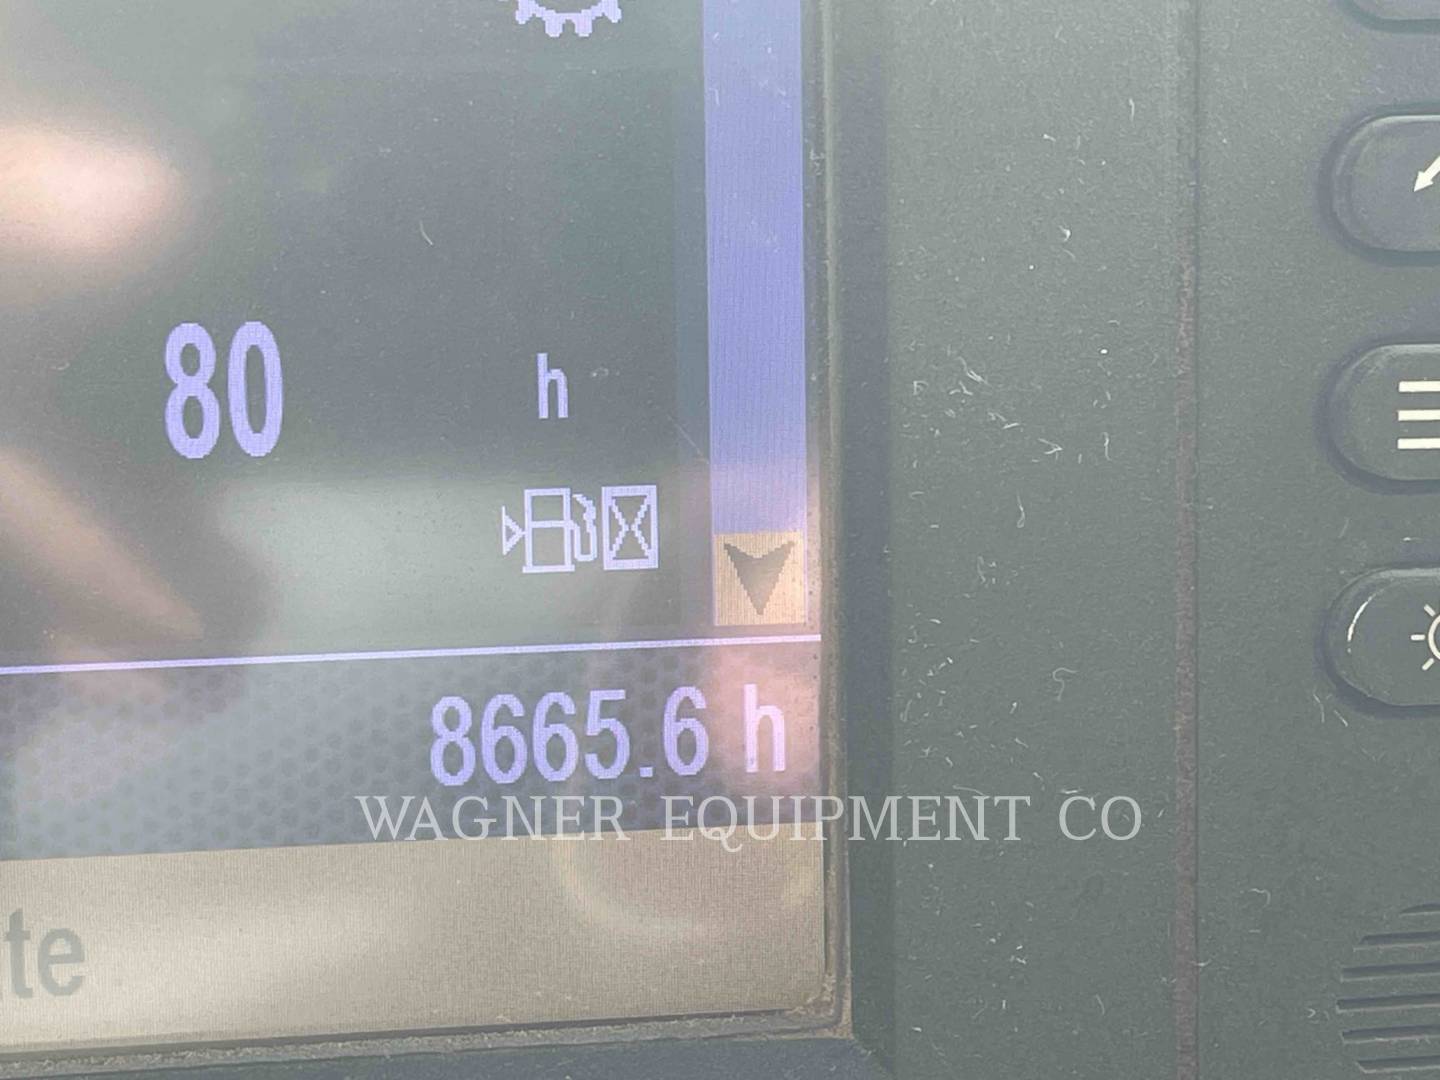 80 h
8665.6 h
WAGNER EQUIPMENT CO
te